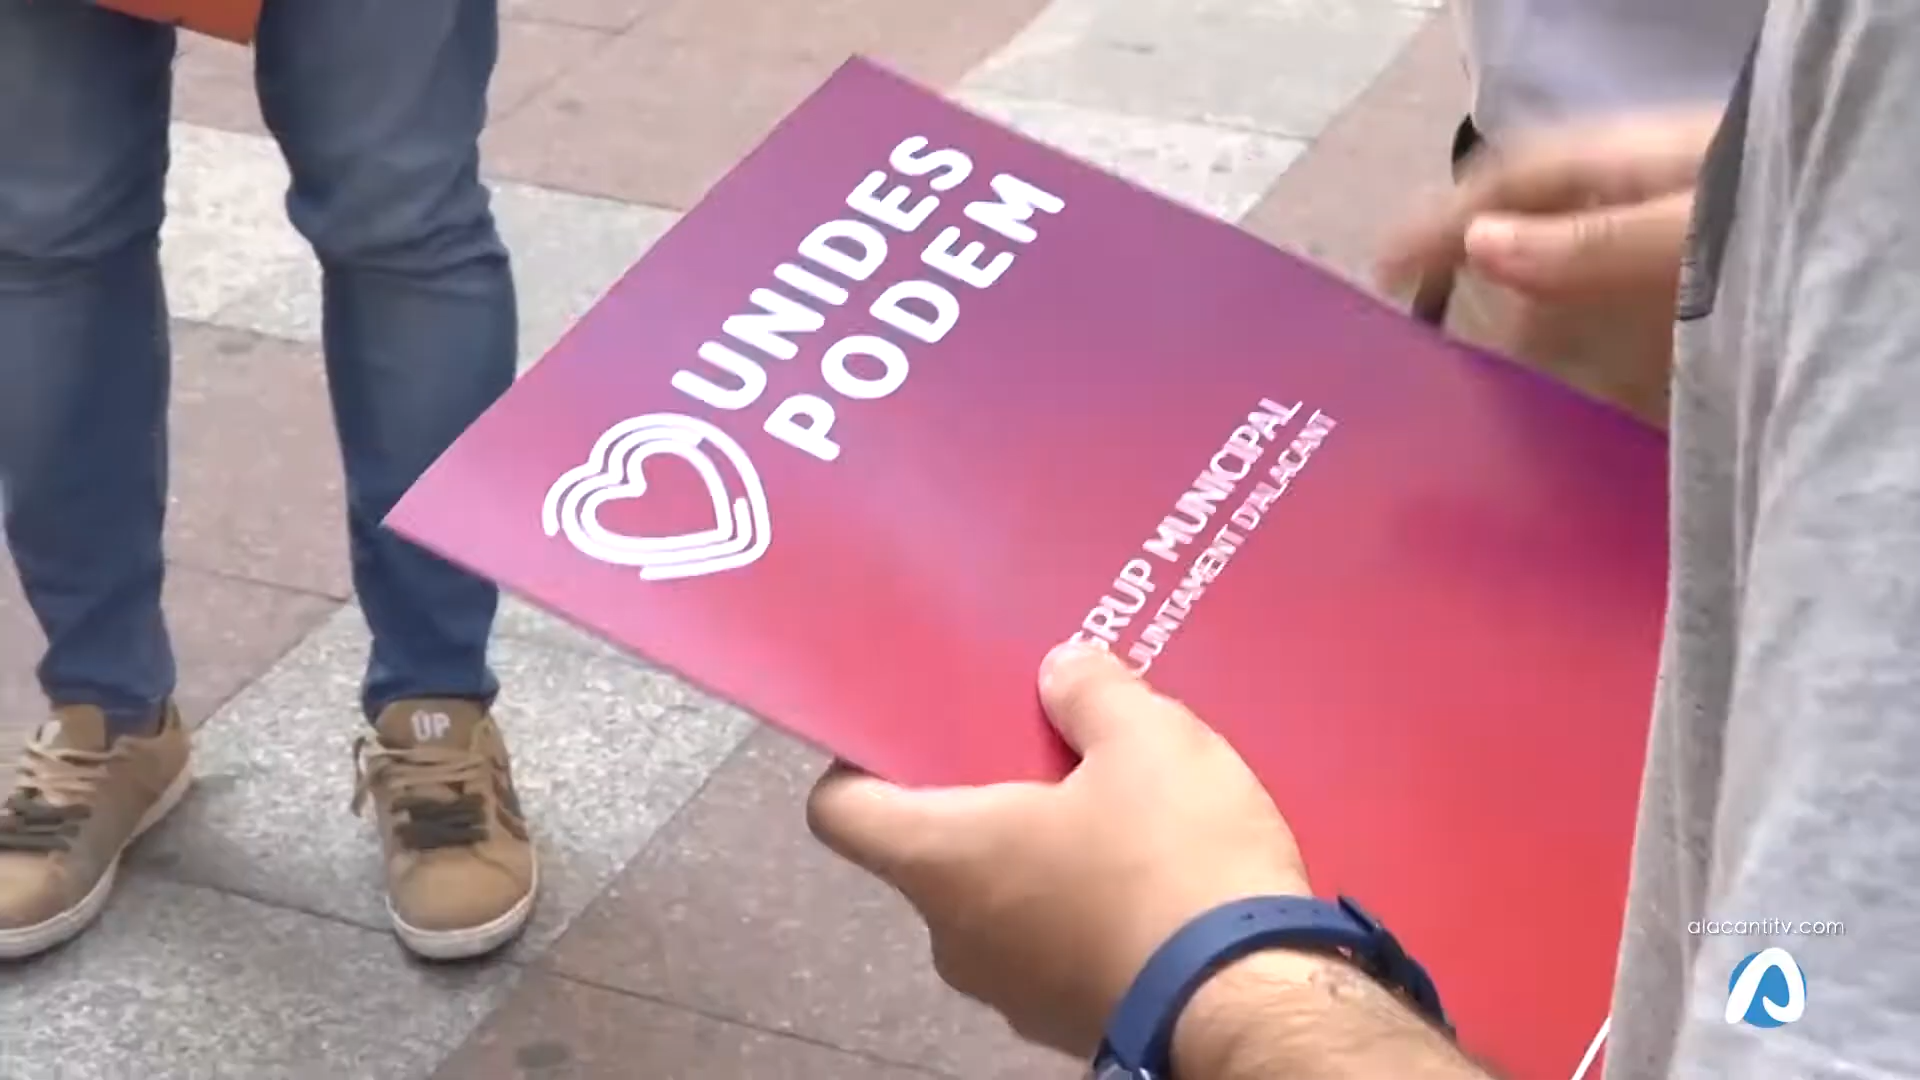 UNIDES
PODEM
GRUP MUNICIPAL
AJUNTAMENT D'ALACANT
UP
alacantitv.com